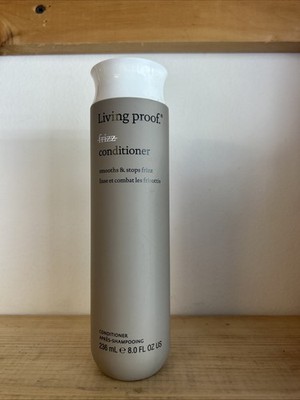 Living proof.®
frizz
conditioner
smooths & stops frizz
lisse et combat les frisottis
CONDITIONER
APRÈS-SHAMPOOING
236 mL ℮ 8.0 FL OZ US